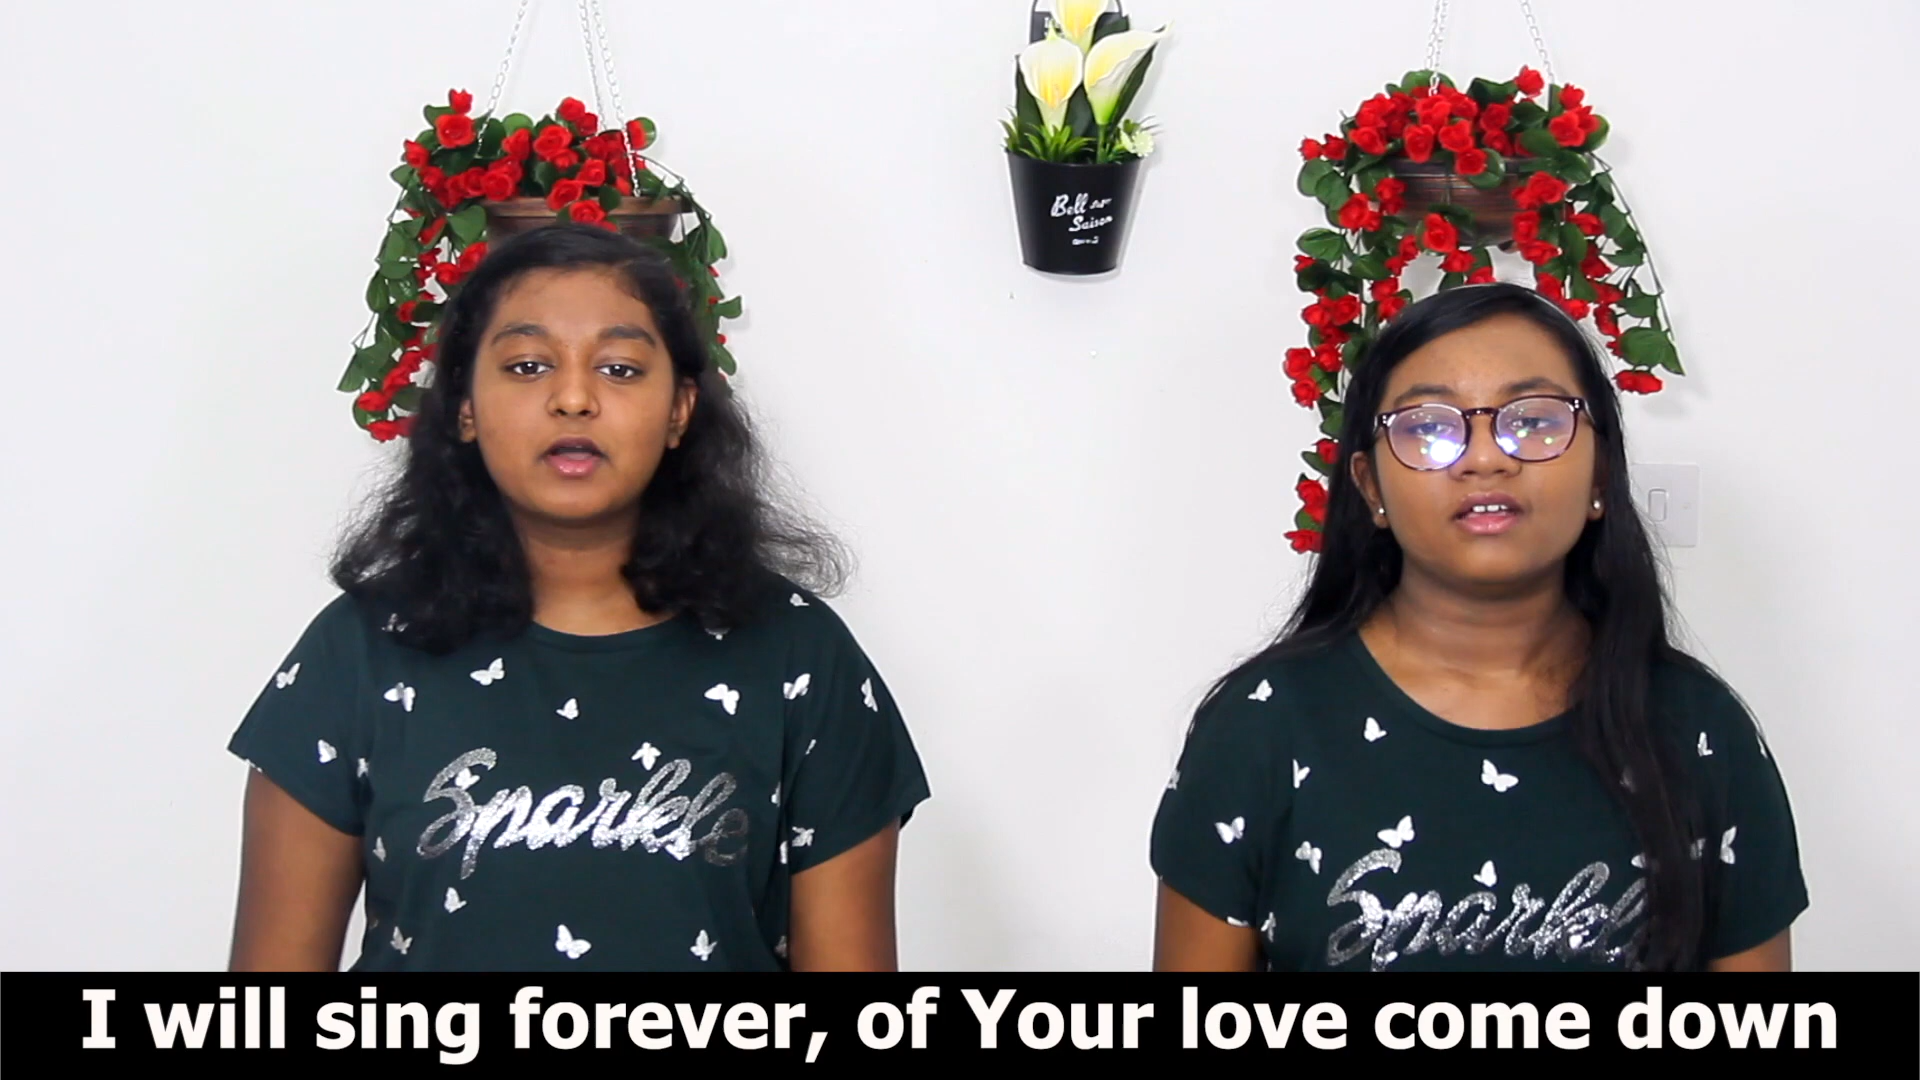 Bell
Saison
Sparkle
Sparkle
I will sing forever, of Your love come down